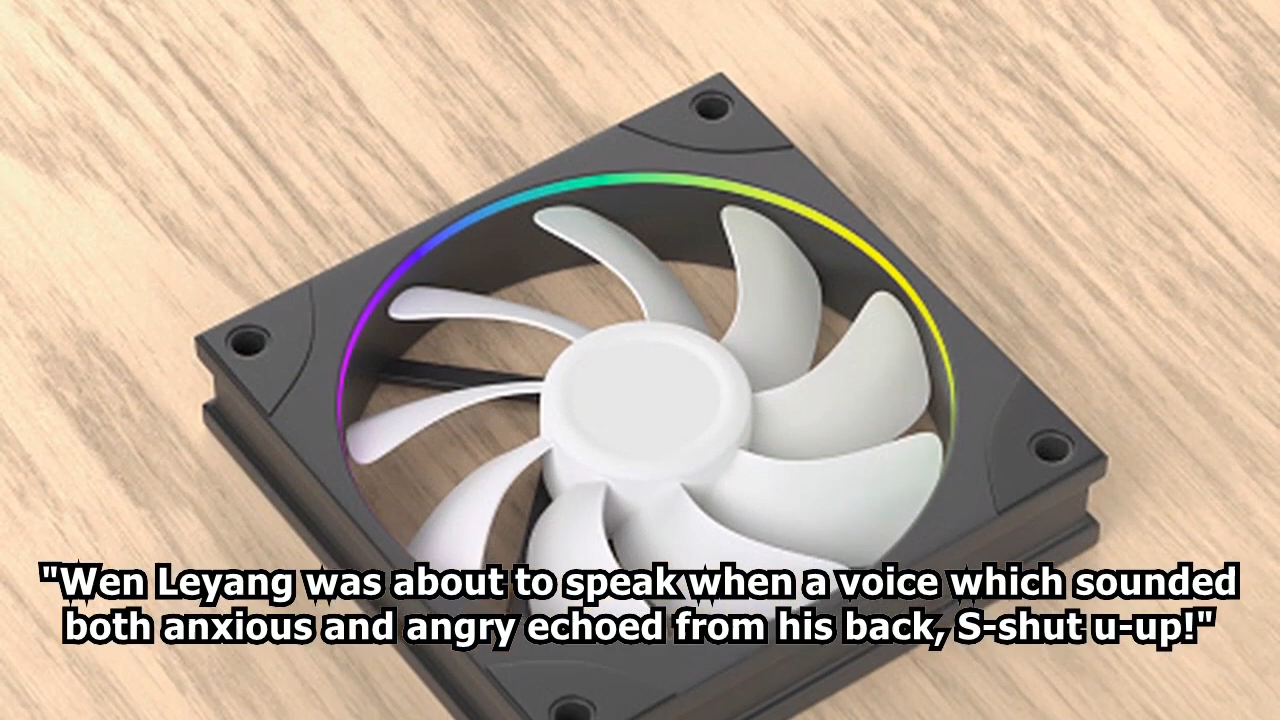 "Wen Leyang was about to speak when a voice which sounded
both anxious and angry echoed from his back, S-shut u-up!"